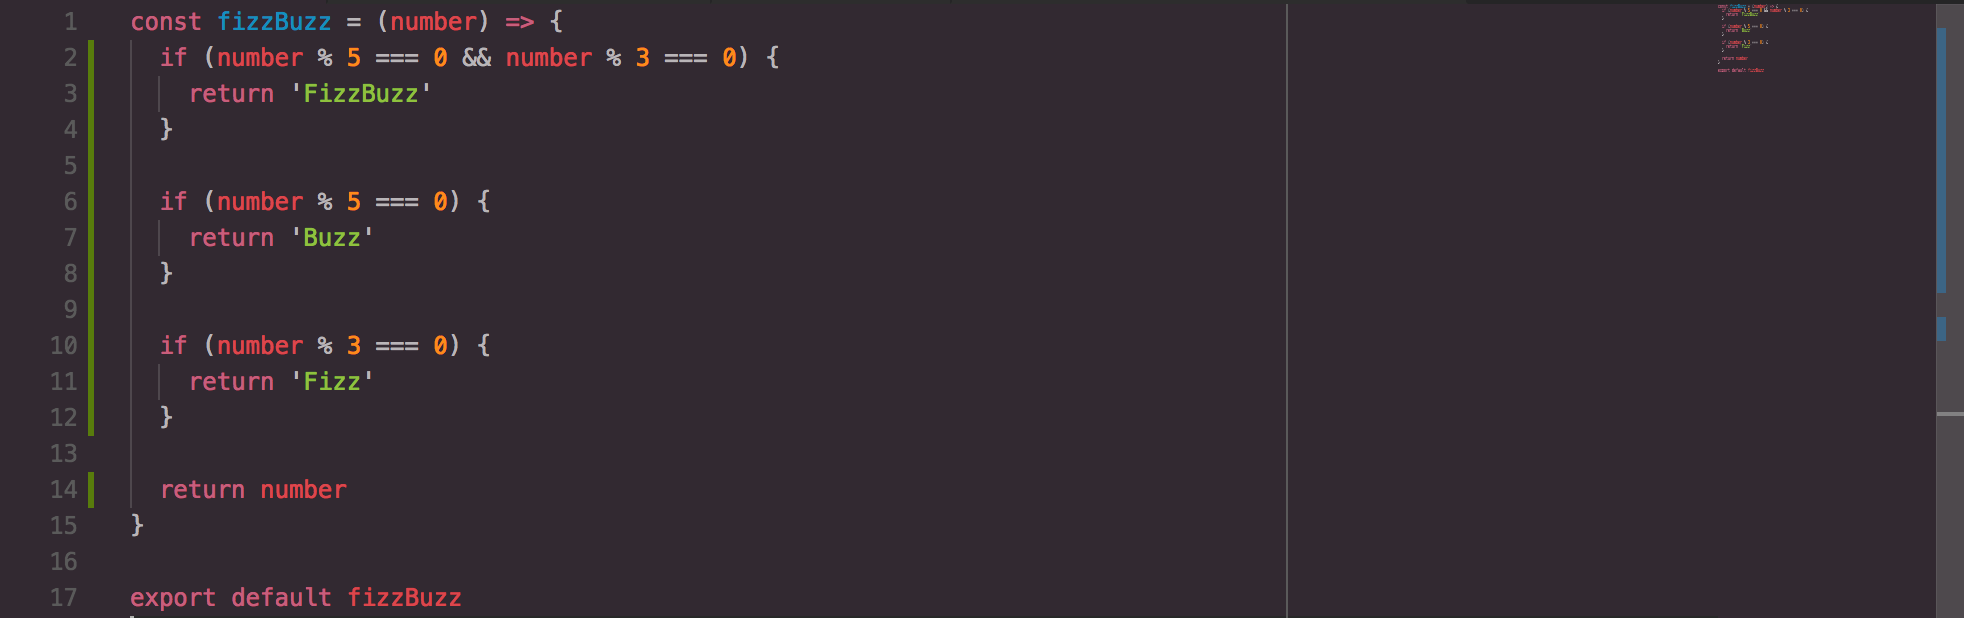 1 const fizzBuzz = (number) => {
2 if (number % 5 === 0 && number % 3 === 0) {
3 return 'FizzBuzz'
4 }
5
6 if (number % 5 === 0) {
7 return 'Buzz'
8 }
9
10 if (number % 3 === 0) {
11 return 'Fizz'
12 }
13
14 return number
15 }
16
17 export default fizzBuzz